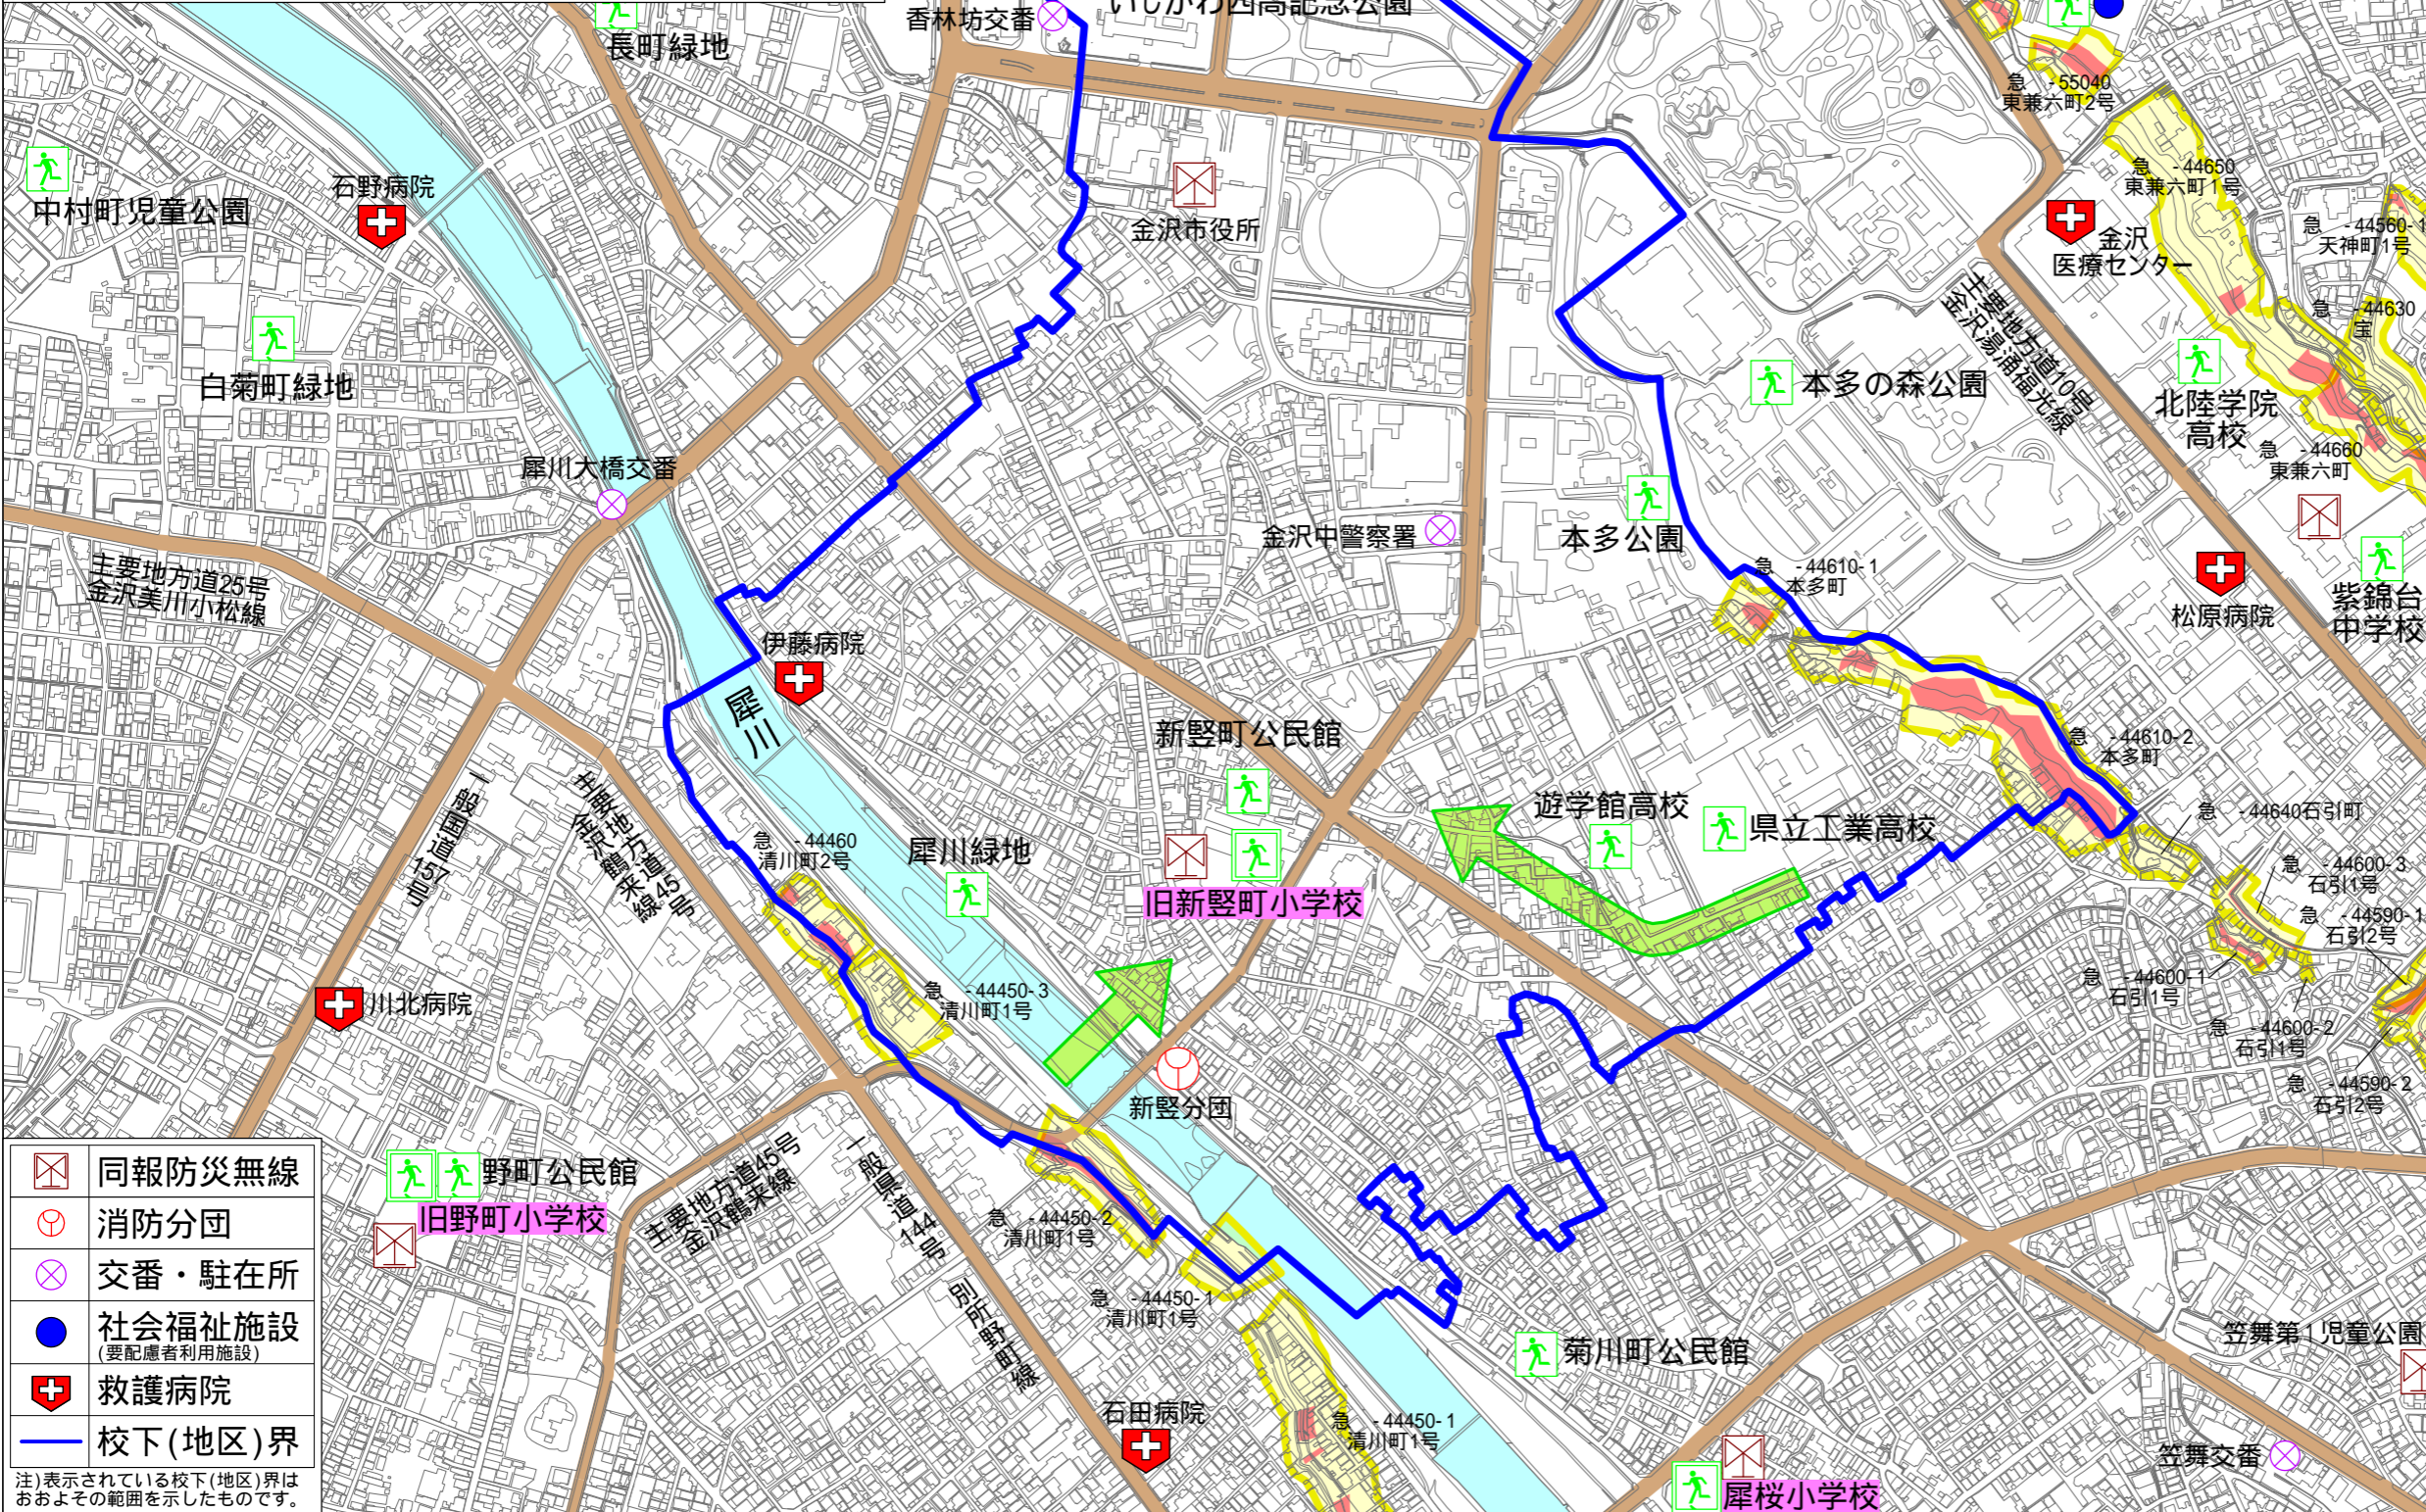 香林坊交番
いしかわ四高記念公園
長町緑地
急 -55040
東兼六町2号
中村町児童公園
石野病院
金沢市役所
急 -44650
東兼六町1号
金沢
医療センター
急 -44560-1
天神町1号
主要地方道10号
金沢湯涌福光線
急 -44630
宝
白菊町緑地
本多の森公園
北陸学院
高校
急 -44660
東兼六町
犀川大橋交番
金沢中警察署
本多公園
主要地方道25号
金沢美川小松線
急 -44610-1
本多町
松原病院
紫錦台
中学校
伊藤病院
犀川
新竪町公民館
急 -44610-2
本多町
一般国道157号
主要地方道45号
金沢鶴来線
急 -44460
清川町2号
犀川緑地
遊学館高校
県立工業高校
急 -44640石引町
旧新竪町小学校
急 -44600-3
石引1号
急 -44590-1
石引2号
川北病院
急 -44450-3
清川町1号
急 -44600-1
石引1号
急 -44600-2
石引1号
急 -44590-2
石引2号
新竪分団
野町公民館
旧野町小学校
主要地方道45号
金沢鶴来線
一般県道144号
別所野町線
急 -44450-2
清川町1号
急 -44450-1
清川町1号
菊川町公民館
笠舞第1児童公園
石田病院
急 -44450-1
清川町1号
笠舞交番
犀桜小学校
同報防災無線
消防分団
交番・駐在所
社会福祉施設
(要配慮者利用施設)
救護病院
校下(地区)界
注)表示されている校下(地区)界は
おおよその範囲を示したものです。